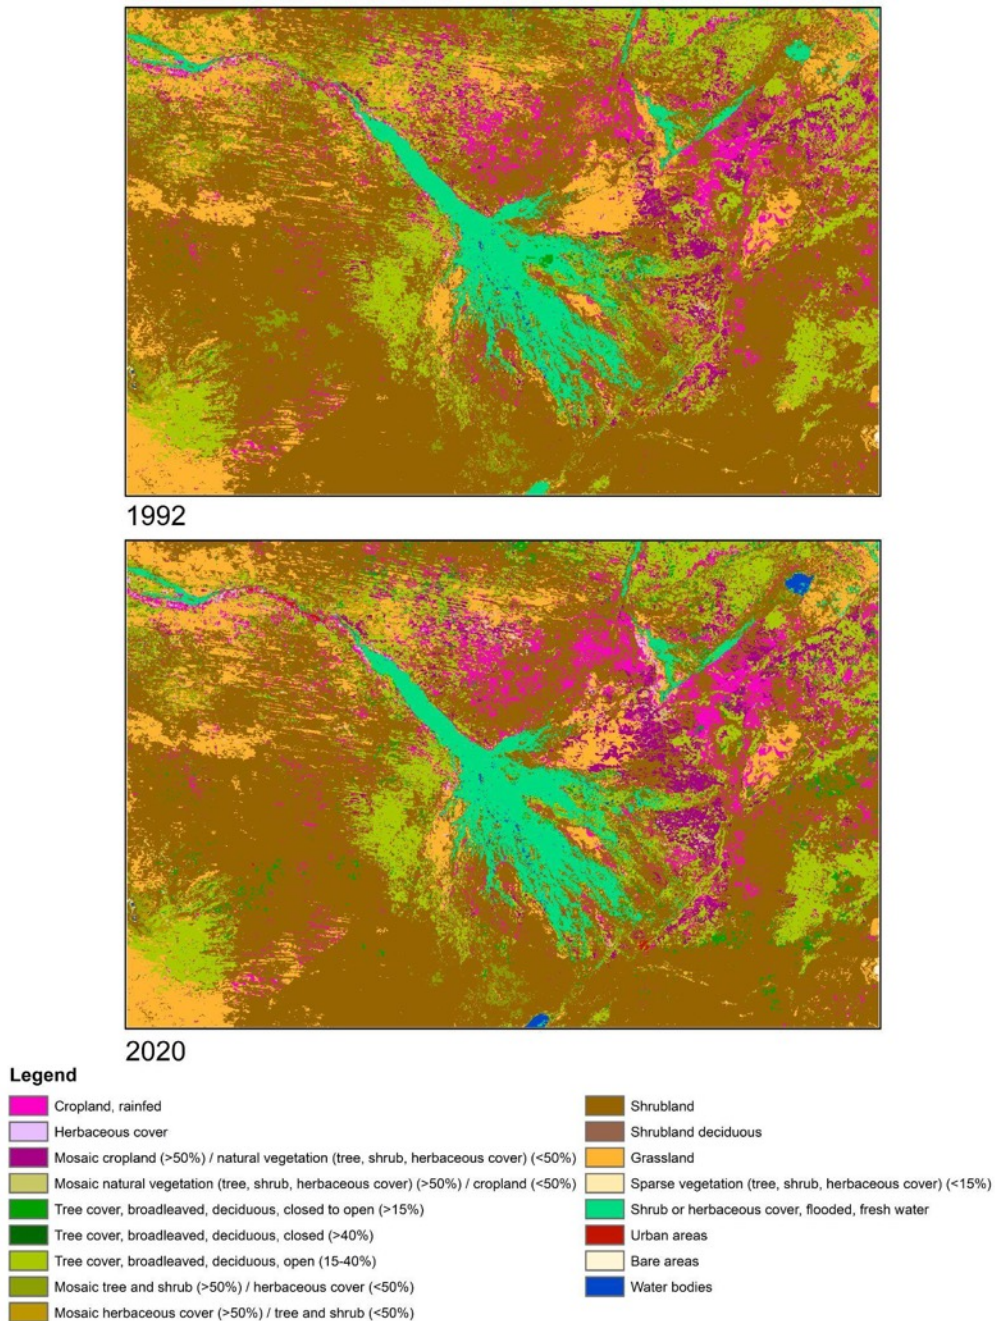 1992
2020
Legend
Cropland, rainfed
Herbaceous cover
Mosaic cropland (>50%) / natural vegetation (tree, shrub, herbaceous cover) (<50%)
Mosaic natural vegetation (tree, shrub, herbaceous cover) (>50%) / cropland (<50%)
Tree cover, broadleaved, deciduous, closed to open (>15%)
Tree cover, broadleaved, deciduous, closed (>40%)
Tree cover, broadleaved, deciduous, open (15-40%)
Mosaic tree and shrub (>50%) / herbaceous cover (<50%)
Mosaic herbaceous cover (>50%) / tree and shrub (<50%)
Shrubland
Shrubland deciduous
Grassland
Sparse vegetation (tree, shrub, herbaceous cover) (<15%)
Shrub or herbaceous cover, flooded, fresh water
Urban areas
Bare areas
Water bodies